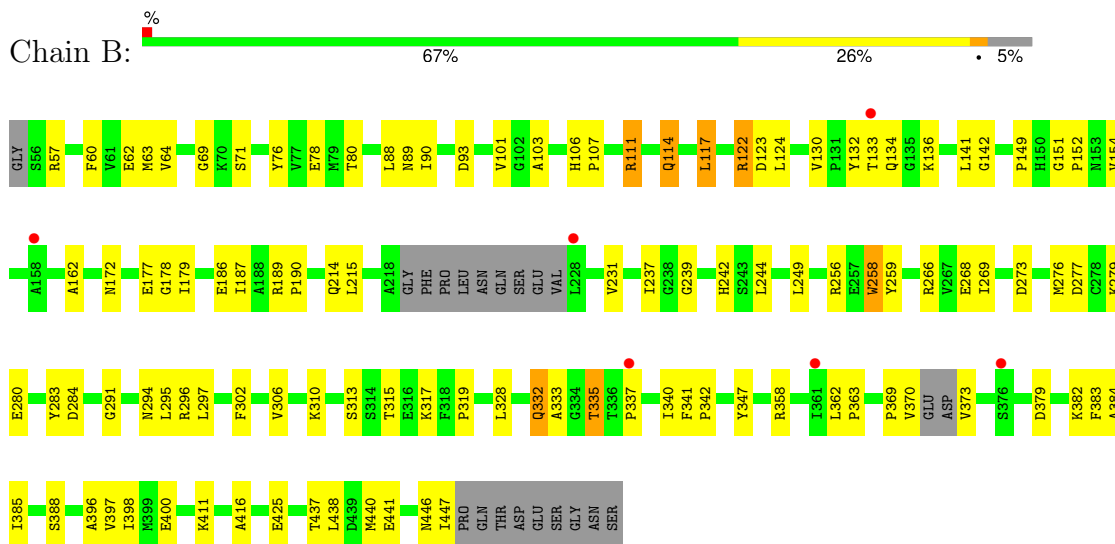 %
Chain B:
67% 26% • 5%
GLY S56 R57 F60 V61 E62 M63 V64 G69 K70 S71 Y76 V77 E78 M79 T80 L88 N89 I90 D93 V101 G102 A103 H106 P107 R111 Q114 L117 R122 D123 L124 V130 P131 Y132 T133 Q134 G135 K136 L141 G142 P149 H150 G151 P152 N153
A158 A162 N172 E177 G178 I179 E186 I187 A188 R189 P190 Q214 L215 A218 GLY PHE PRO LEU ASN GLN SER GLU VAL L228 V231 I237 G238 G239 H242 S243 L244 L249 R256 E257 W258 Y259 R266 V267 E268 I269 D273 M276 D277 C278 K279
E280 Y283 D284 G291 N294 L295 R296 L297 F302 V306 K310 S313 S314 T315 E316 K317 F318 P319 L328 Q332 A333 G334 T335 T336 P337 I340 F341 P342 Y347 R358 I361 L362 P363 P369 V370 GLU ASP V373 S376 D379 K382 F383 A384
I385 S388 A396 V397 I398 M399 E400 K411 A416 E425 T437 L438 D439 M440 E441 N446 I447 PRO GLN THR ASP GLU SER GLY ASN SER